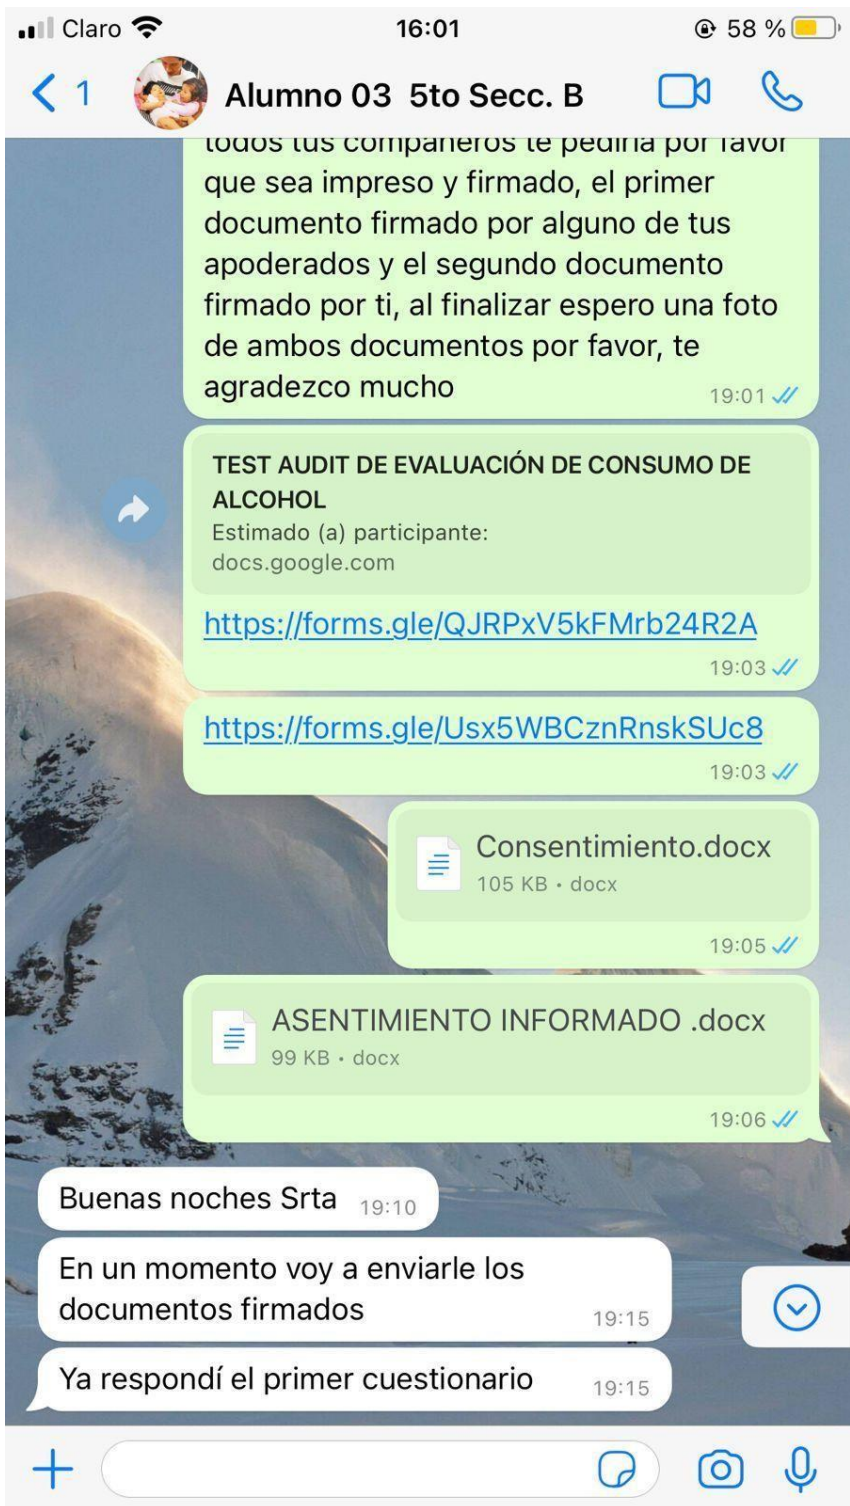 Claro 16:01 58 %
1 Alumno 03 5to Secc. B
todos tus compañeros te pediría por favor
que sea impreso y firmado, el primer
documento firmado por alguno de tus
apoderados y el segundo documento
firmado por ti, al finalizar espero una foto
de ambos documentos por favor, te
agradezco mucho 19:01
TEST AUDIT DE EVALUACIÓN DE CONSUMO DE
ALCOHOL
Estimado (a) participante:
docs.google.com
https://forms.gle/QJRPxV5kFMrb24R2A
19:03
https://forms.gle/Usx5WBCznRnskSUc8
19:03
Consentimiento.docx
105 KB • docx
19:05
ASENTIMIENTO INFORMADO .docx
99 KB • docx
19:06
Buenas noches Srta 19:10
En un momento voy a enviarle los
documentos firmados 19:15
Ya respondí el primer cuestionario 19:15